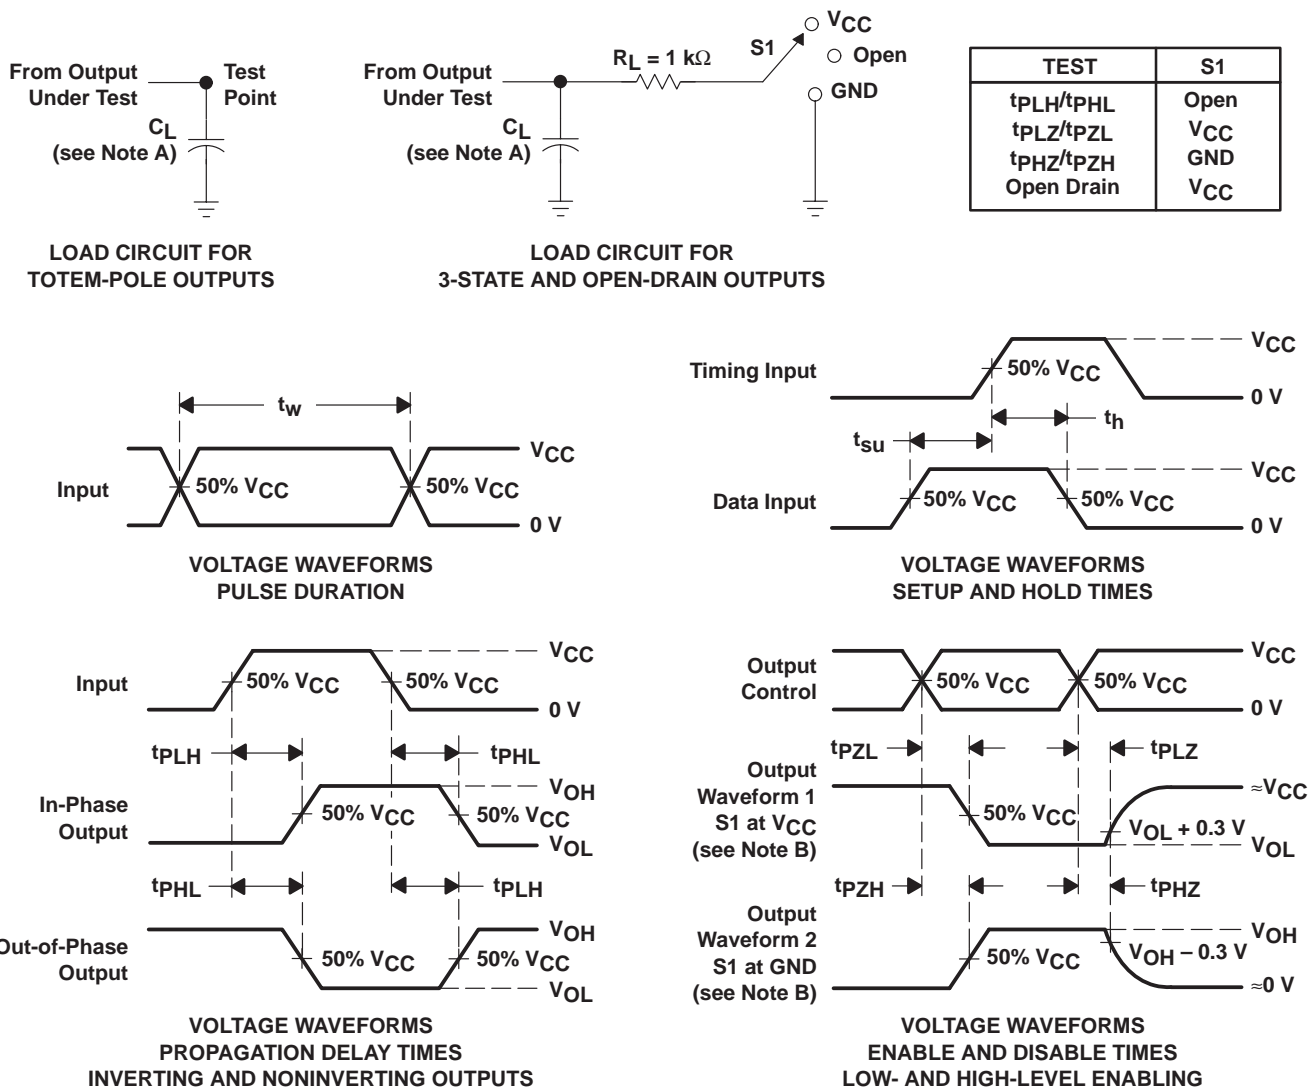 From Output
Under Test
Test
Point
CL
(see Note A)
LOAD CIRCUIT FOR
TOTEM-POLE OUTPUTS
From Output
Under Test
RL = 1 kΩ
S1
VCC
Open
GND
CL
(see Note A)
LOAD CIRCUIT FOR
3-STATE AND OPEN-DRAIN OUTPUTS
TEST S1
tPLH/tPHL Open
tPLZ/tPZL VCC
tPHZ/tPZH GND
Open Drain VCC
tw
Input
50% VCC
50% VCC
VCC
0 V
VOLTAGE WAVEFORMS
PULSE DURATION
Timing Input
50% VCC
VCC
0 V
tsu
th
Data Input
50% VCC
50% VCC
VCC
0 V
VOLTAGE WAVEFORMS
SETUP AND HOLD TIMES
Input
50% VCC
50% VCC
VCC
0 V
tPLH
tPHL
In-Phase
Output
50% VCC
50% VCC
VOH
VOL
tPHL
tPLH
Out-of-Phase
Output
50% VCC
50% VCC
VOH
VOL
VOLTAGE WAVEFORMS
PROPAGATION DELAY TIMES
INVERTING AND NONINVERTING OUTPUTS
Output
Control
50% VCC
50% VCC
VCC
0 V
tPZL
tPLZ
Output
Waveform 1
S1 at VCC
(see Note B)
50% VCC
VOL + 0.3 V
≈VCC
VOL
tPZH
tPHZ
Output
Waveform 2
S1 at GND
(see Note B)
50% VCC
VOH − 0.3 V
VOH
≈0 V
VOLTAGE WAVEFORMS
ENABLE AND DISABLE TIMES
LOW- AND HIGH-LEVEL ENABLING